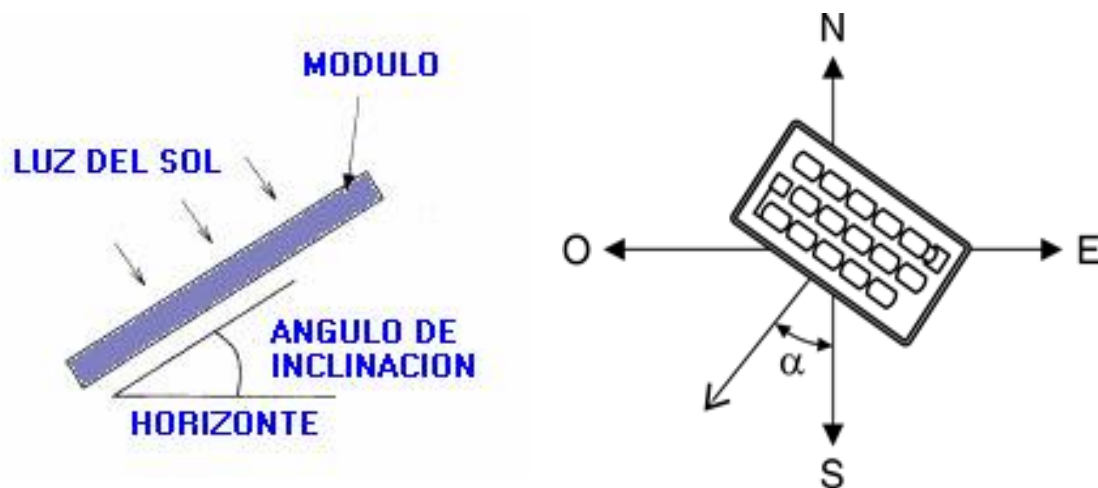 MODULO
LUZ DEL SOL
ANGULO DE
INCLINACION
HORIZONTE
N
O
E
α
S